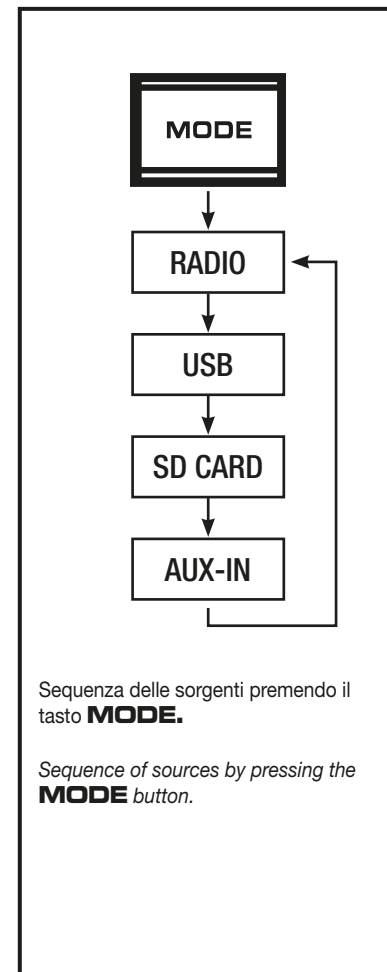 MODE
RADIO
USB
SD CARD
AUX-IN
Sequenza delle sorgenti premendo il
tasto MODE.
Sequence of sources by pressing the
MODE button.